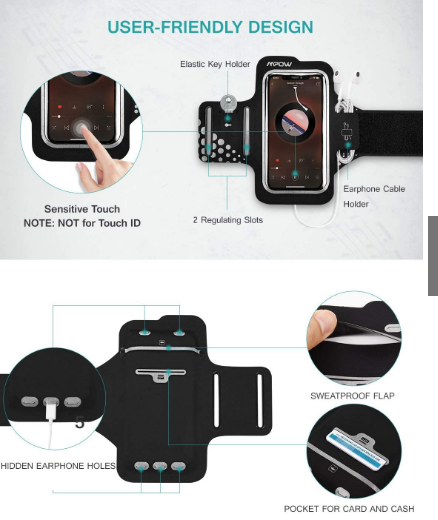 USER-FRIENDLY DESIGN
Elastic Key Holder
MPOW
Sensitive Touch
NOTE: NOT for Touch ID
2 Regulating Slots
Earphone Cable
Holder
SWEATPROOF FLAP
HIDDEN EARPHONE HOLES
POCKET FOR CARD AND CASH